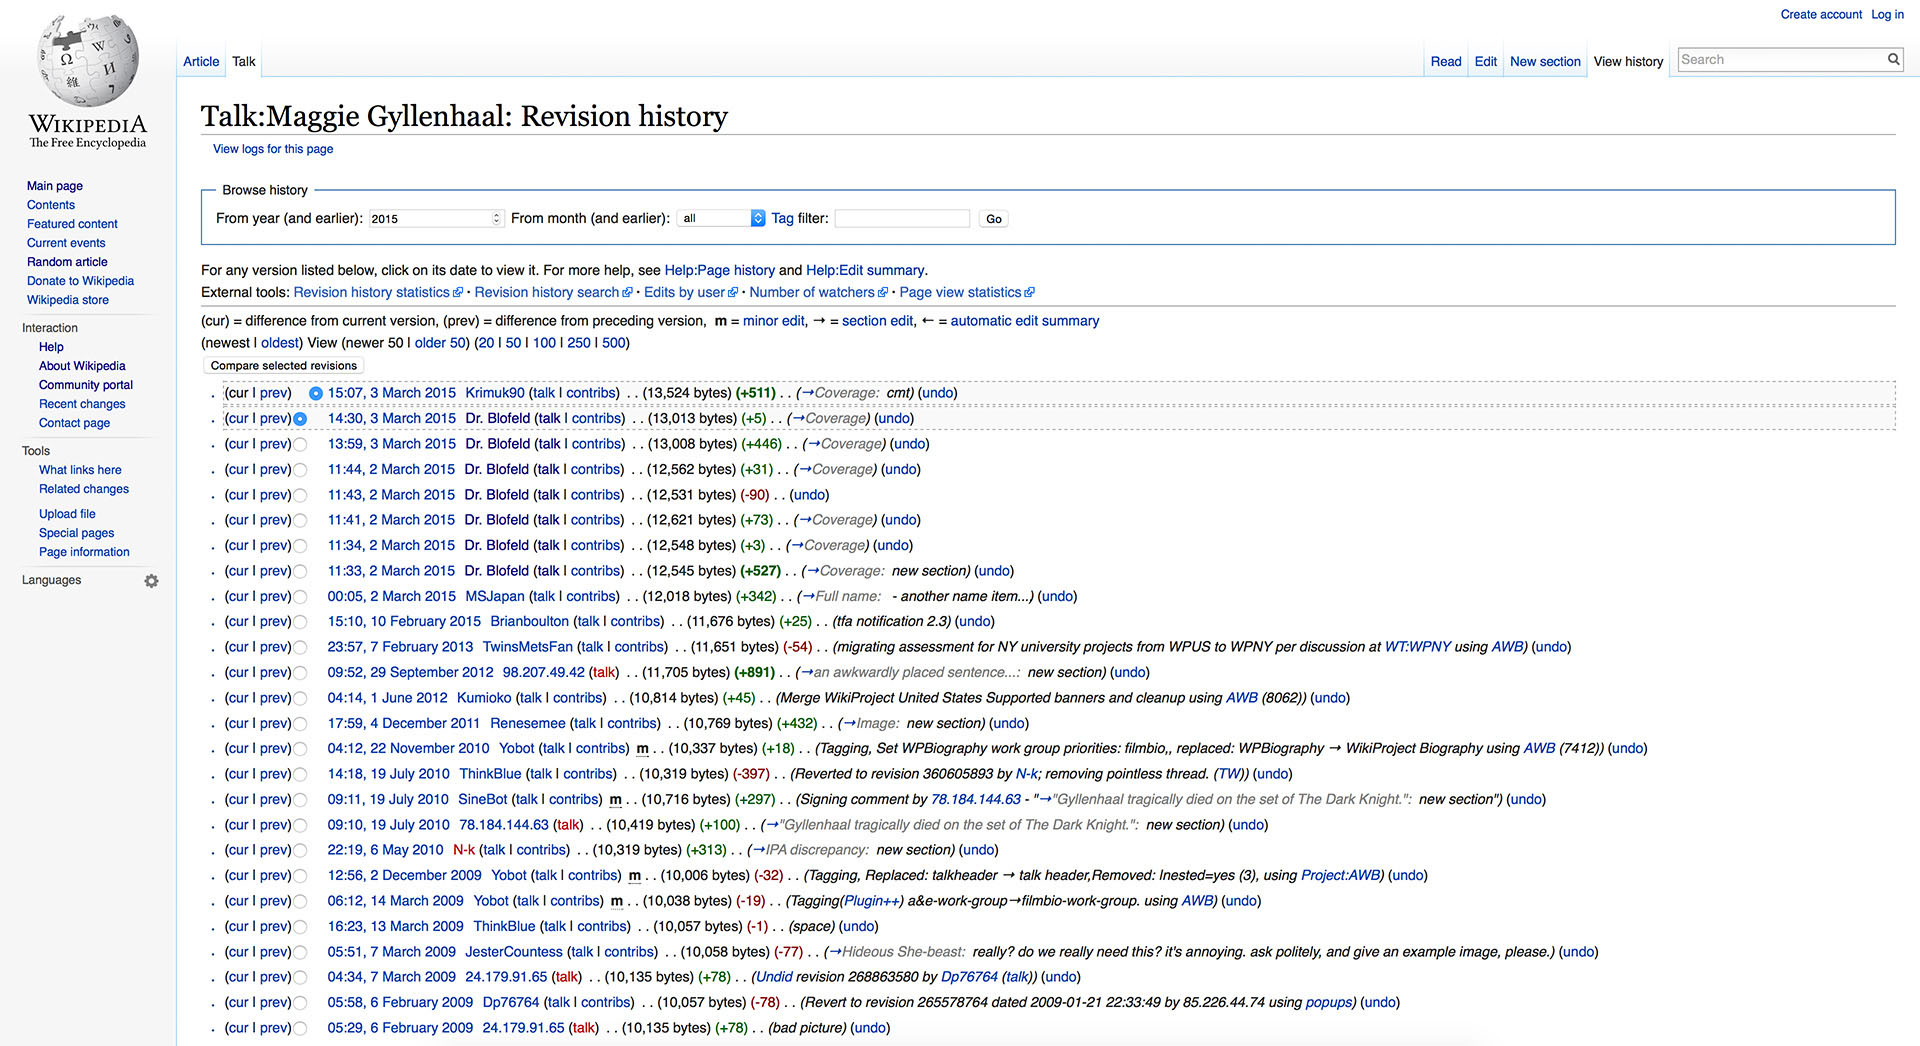 Create account Log in
Article Talk Read Edit New section View history Search
WIKIPEDIA
The Free Encyclopedia
Talk:Maggie Gyllenhaal: Revision history
View logs for this page
Main page
Contents
Featured content
Current events
Random article
Donate to Wikipedia
Wikipedia store
Interaction
Help
About Wikipedia
Community portal
Recent changes
Contact page
Tools
What links here
Related changes
Upload file
Special pages
Page information
Languages
Browse history
From year (and earlier): 2015 From month (and earlier): all Tag filter: Go
For any version listed below, click on its date to view it. For more help, see Help:Page history and Help:Edit summary.
External tools: Revision history statistics · Revision history search · Edits by user · Number of watchers · Page view statistics
(cur) = difference from current version, (prev) = difference from preceding version, m = minor edit, → = section edit, ← = automatic edit summary
(newest | oldest) View (newer 50 | older 50) (20 | 50 | 100 | 250 | 500)
Compare selected revisions
(cur | prev) 15:07, 3 March 2015 Krimuk90 (talk | contribs) . . (13,524 bytes) (+511) . . (→Coverage: cmt) (undo)
(cur | prev) 14:30, 3 March 2015 Dr. Blofeld (talk | contribs) . . (13,013 bytes) (+5) . . (→Coverage) (undo)
(cur | prev) 13:59, 3 March 2015 Dr. Blofeld (talk | contribs) . . (13,008 bytes) (+446) . . (→Coverage) (undo)
(cur | prev) 11:44, 2 March 2015 Dr. Blofeld (talk | contribs) . . (12,562 bytes) (+31) . . (→Coverage) (undo)
(cur | prev) 11:43, 2 March 2015 Dr. Blofeld (talk | contribs) . . (12,531 bytes) (-90) . . (undo)
(cur | prev) 11:41, 2 March 2015 Dr. Blofeld (talk | contribs) . . (12,621 bytes) (+73) . . (→Coverage) (undo)
(cur | prev) 11:34, 2 March 2015 Dr. Blofeld (talk | contribs) . . (12,548 bytes) (+3) . . (→Coverage) (undo)
(cur | prev) 11:33, 2 March 2015 Dr. Blofeld (talk | contribs) . . (12,545 bytes) (+527) . . (→Coverage: new section) (undo)
(cur | prev) 00:05, 2 March 2015 MSJapan (talk | contribs) . . (12,018 bytes) (+342) . . (→Full name: - another name item...) (undo)
(cur | prev) 15:10, 10 February 2015 Brianboulton (talk | contribs) . . (11,676 bytes) (+25) . . (tfa notification 2.3) (undo)
(cur | prev) 23:57, 7 February 2013 TwinsMetsFan (talk | contribs) . . (11,651 bytes) (-54) . . (migrating assessment for NY university projects from WPUS to WPNY per discussion at WT:WPNY using AWB) (undo)
(cur | prev) 09:52, 29 September 2012 98.207.49.42 (talk) . . (11,705 bytes) (+891) . . (→an awkwardly placed sentence...: new section) (undo)
(cur | prev) 04:14, 1 June 2012 Kumioko (talk | contribs) . . (10,814 bytes) (+45) . . (Merge WikiProject United States Supported banners and cleanup using AWB (8062)) (undo)
(cur | prev) 17:59, 4 December 2011 Renesemee (talk | contribs) . . (10,769 bytes) (+432) . . (→Image: new section) (undo)
(cur | prev) 04:12, 22 November 2010 Yobot (talk | contribs) m . . (10,337 bytes) (+18) . . (Tagging, Set WPBiography work group priorities: filmbio,, replaced: WPBiography → WikiProject Biography using AWB (7412)) (undo)
(cur | prev) 14:18, 19 July 2010 ThinkBlue (talk | contribs) . . (10,319 bytes) (-397) . . (Reverted to revision 360605893 by N-k; removing pointless thread. (TW)) (undo)
(cur | prev) 09:11, 19 July 2010 SineBot (talk | contribs) m . . (10,716 bytes) (+297) . . (Signing comment by 78.184.144.63 - "→"Gyllenhaal tragically died on the set of The Dark Knight.": new section") (undo)
(cur | prev) 09:10, 19 July 2010 78.184.144.63 (talk) . . (10,419 bytes) (+100) . . (→"Gyllenhaal tragically died on the set of The Dark Knight.": new section) (undo)
(cur | prev) 22:19, 6 May 2010 N-k (talk | contribs) . . (10,319 bytes) (+313) . . (→IPA discrepancy: new section) (undo)
(cur | prev) 12:56, 2 December 2009 Yobot (talk | contribs) m . . (10,006 bytes) (-32) . . (Tagging, Replaced: talkheader → talk header,Removed: |nested=yes (3), using Project:AWB) (undo)
(cur | prev) 06:12, 14 March 2009 Yobot (talk | contribs) m . . (10,038 bytes) (-19) . . (Tagging(Plugin++) a&e-work-group→filmbio-work-group. using AWB) (undo)
(cur | prev) 16:23, 13 March 2009 ThinkBlue (talk | contribs) . . (10,057 bytes) (-1) . . (space) (undo)
(cur | prev) 05:51, 7 March 2009 JesterCountess (talk | contribs) . . (10,058 bytes) (-77) . . (→Hideous She-beast: really? do we really need this? it's annoying. ask politely, and give an example image, please.) (undo)
(cur | prev) 04:34, 7 March 2009 24.179.91.65 (talk) . . (10,135 bytes) (+78) . . (Undid revision 268863580 by Dp76764 (talk)) (undo)
(cur | prev) 05:58, 6 February 2009 Dp76764 (talk | contribs) . . (10,057 bytes) (-78) . . (Revert to revision 265578764 dated 2009-01-21 22:33:49 by 85.226.44.74 using popups) (undo)
(cur | prev) 05:29, 6 February 2009 24.179.91.65 (talk) . . (10,135 bytes) (+78) . . (bad picture) (undo)